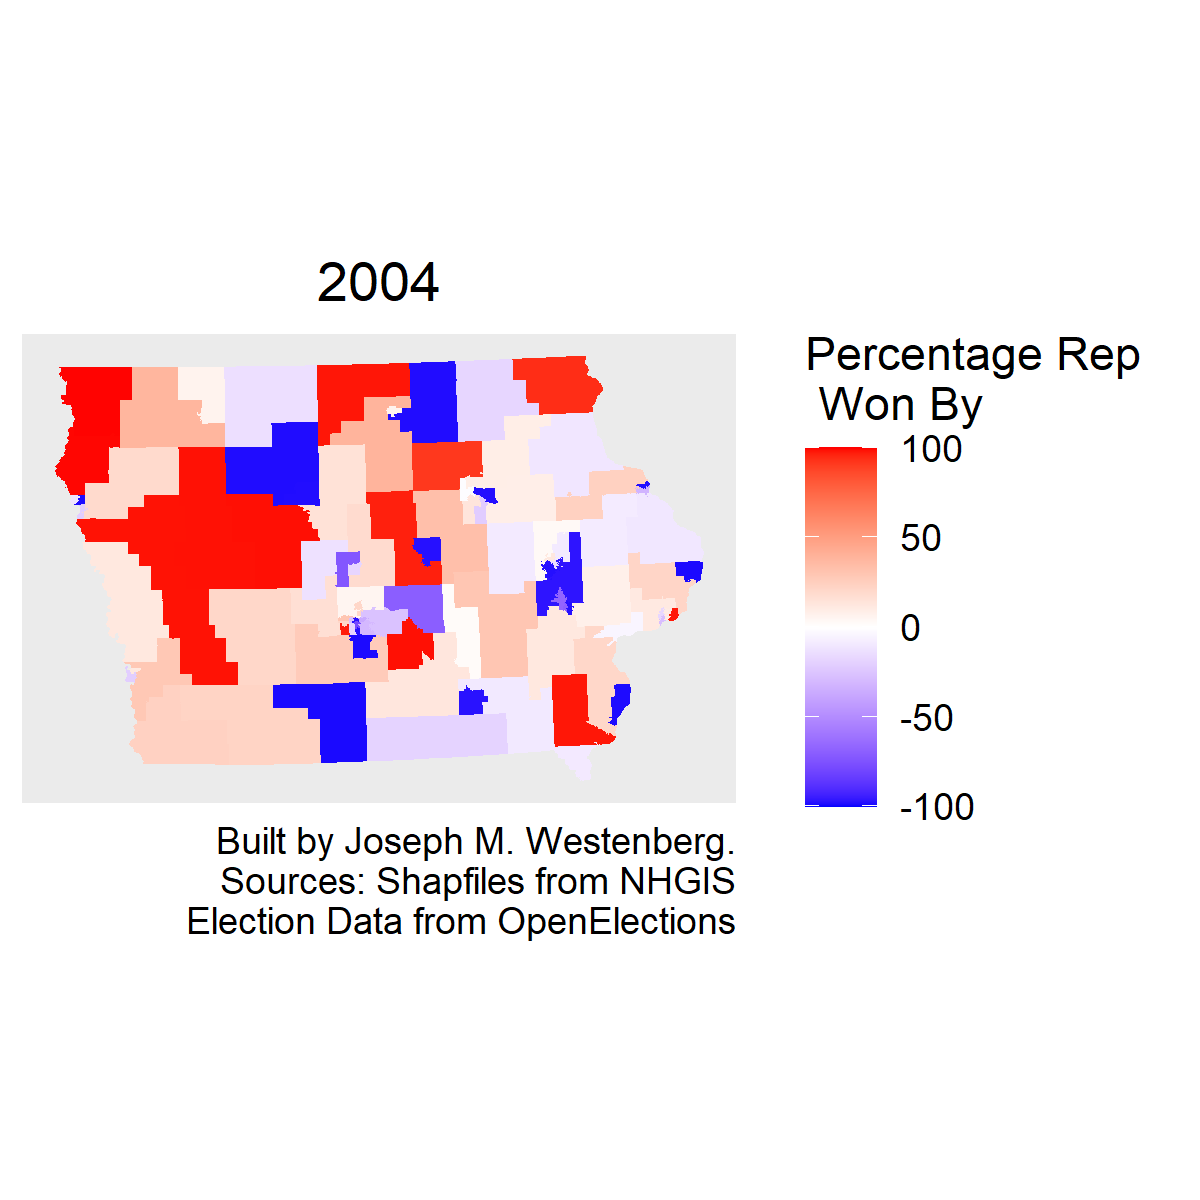 2004
Percentage Rep
Won By
100
50
0
-50
-100
Built by Joseph M. Westenberg.
Sources: Shapfiles from NHGIS
Election Data from OpenElections